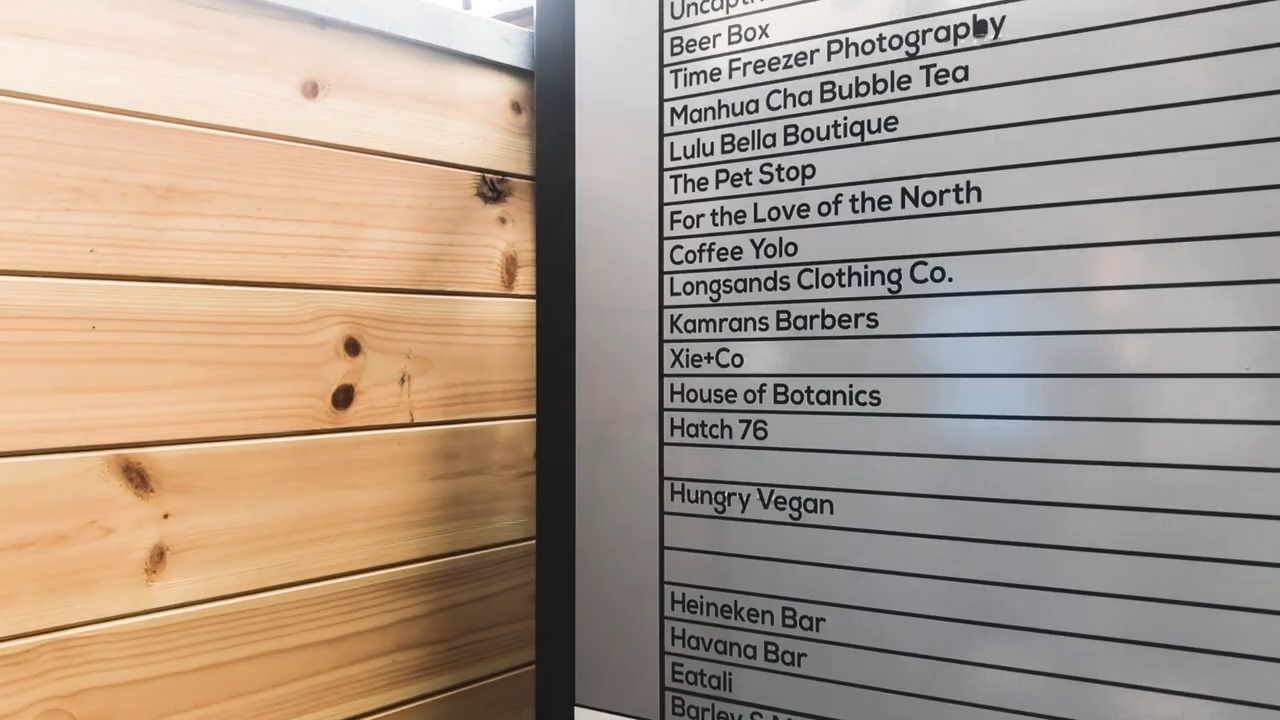 Beer Box
Time Freezer Photography
Manhua Cha Bubble Tea
Lulu Bella Boutique
The Pet Stop
For the Love of the North
Coffee Yolo
Longsands Clothing Co.
Kamrans Barbers
Xie+Co
House of Botanics
Hatch 76
Hungry Vegan
Heineken Bar
Havana Bar
Eatali
Barley &